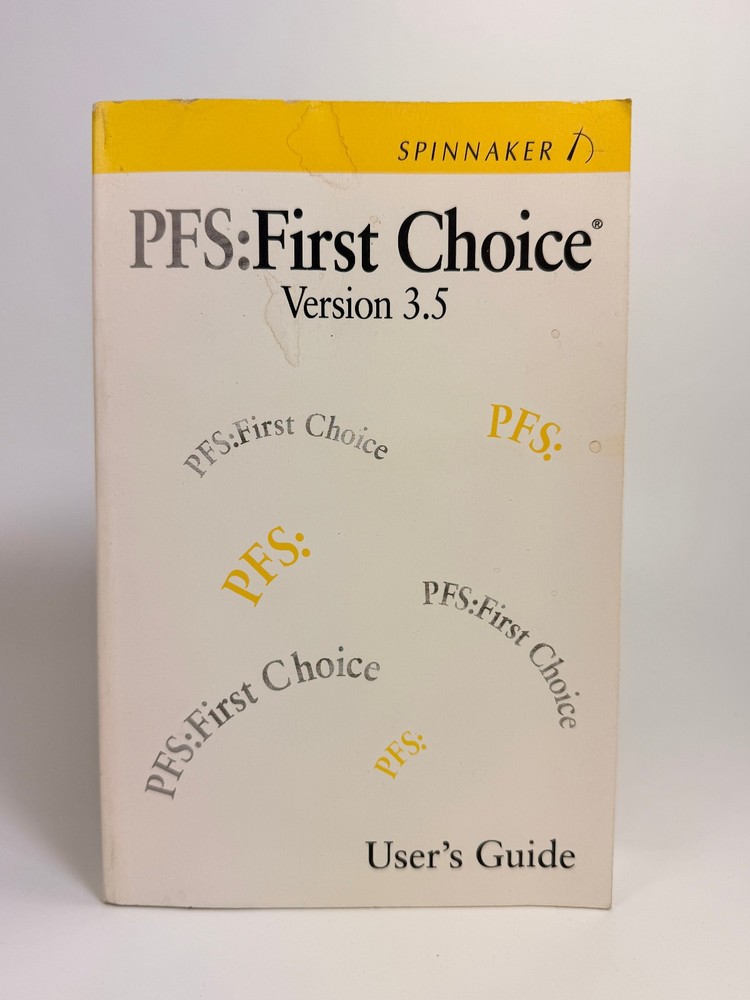 SPINNAKER
PFS:First Choice®
Version 3.5
PFS:First Choice
PFS:
PFS:
PFS:First Choice
PFS:First Choice
PFS:
User's Guide